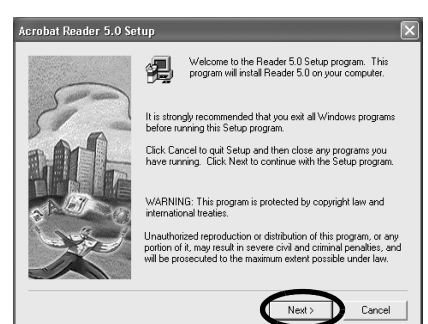 Acrobat Reader 5.0 Setup
Welcome to the Reader 5.0 Setup program. This
program will install Reader 5.0 on your computer.
It is strongly recommended that you exit all Windows programs
before running this Setup program.
Click Cancel to quit Setup and then close any programs you
have running. Click Next to continue with the Setup program.
WARNING: This program is protected by copyright law and
international treaties.
Unauthorized reproduction or distribution of this program, or any
portion of it, may result in severe civil and criminal penalties, and
will be prosecuted to the maximum extent possible under law.
Next > Cancel